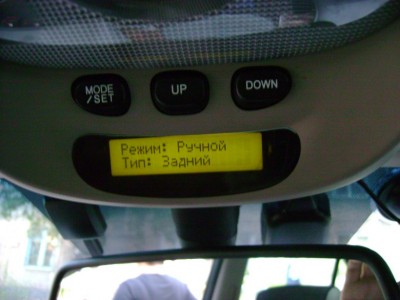 MODE
/SET
UP
DOWN
Режим: Ручной
Тип: Задний